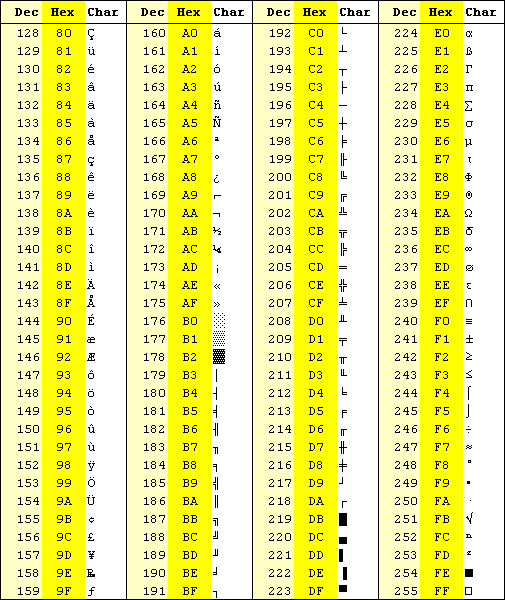 Dec Hex Char Dec Hex Char Dec Hex Char Dec Hex Char
128 80 Ç 160 A0 á 192 C0 └ 224 E0 α
129 81 ü 161 A1 í 193 C1 ┴ 225 E1 ß
130 82 é 162 A2 ó 194 C2 ┬ 226 E2 Γ
131 83 â 163 A3 ú 195 C3 ├ 227 E3 π
132 84 ä 164 A4 ñ 196 C4 ─ 228 E4 Σ
133 85 à 165 A5 Ñ 197 C5 ┼ 229 E5 σ
134 86 å 166 A6 ª 198 C6 ╞ 230 E6 µ
135 87 ç 167 A7 º 199 C7 ╟ 231 E7 τ
136 88 ê 168 A8 ¿ 200 C8 ╚ 232 E8 Φ
137 89 ë 169 A9 ⌐ 201 C9 ╔ 233 E9 Θ
138 8A è 170 AA ¬ 202 CA ╩ 234 EA Ω
139 8B ï 171 AB ½ 203 CB ╦ 235 EB δ
140 8C î 172 AC ¼ 204 CC ╠ 236 EC ∞
141 8D ì 173 AD ¡ 205 CD ═ 237 ED ø
142 8E Ä 174 AE « 206 CE ╬ 238 EE ε
143 8F Å 175 AF » 207 CF ╧ 239 EF ∩
144 90 É 176 B0 ░ 208 D0 ╨ 240 F0 ≡
145 91 æ 177 B1 ▒ 209 D1 ╤ 241 F1 ±
146 92 Æ 178 B2 ▓ 210 D2 ╥ 242 F2 ≥
147 93 ô 179 B3 │ 211 D3 ╙ 243 F3 ≤
148 94 ö 180 B4 ┤ 212 D4 ╘ 244 F4 ⌠
149 95 ò 181 B5 ╡ 213 D5 ╒ 245 F5 ⌡
150 96 û 182 B6 ╢ 214 D6 ╓ 246 F6 ÷
151 97 ù 183 B7 ╖ 215 D7 ╫ 247 F7 ≈
152 98 ÿ 184 B8 ╕ 216 D8 ╪ 248 F8 °
153 99 Ö 185 B9 ╣ 217 D9 ┘ 249 F9 ∙
154 9A Ü 186 BA ║ 218 DA ┌ 250 FA ·
155 9B ¢ 187 BB ╗ 219 DB █ 251 FB √
156 9C £ 188 BC ╝ 220 DC ▄ 252 FC ⁿ
157 9D ¥ 189 BD ╜ 221 DD ▌ 253 FD ²
158 9E ₧ 190 BE ╛ 222 DE ▐ 254 FE ■
159 9F ƒ 191 BF ┐ 223 DF ▀ 255 FF □